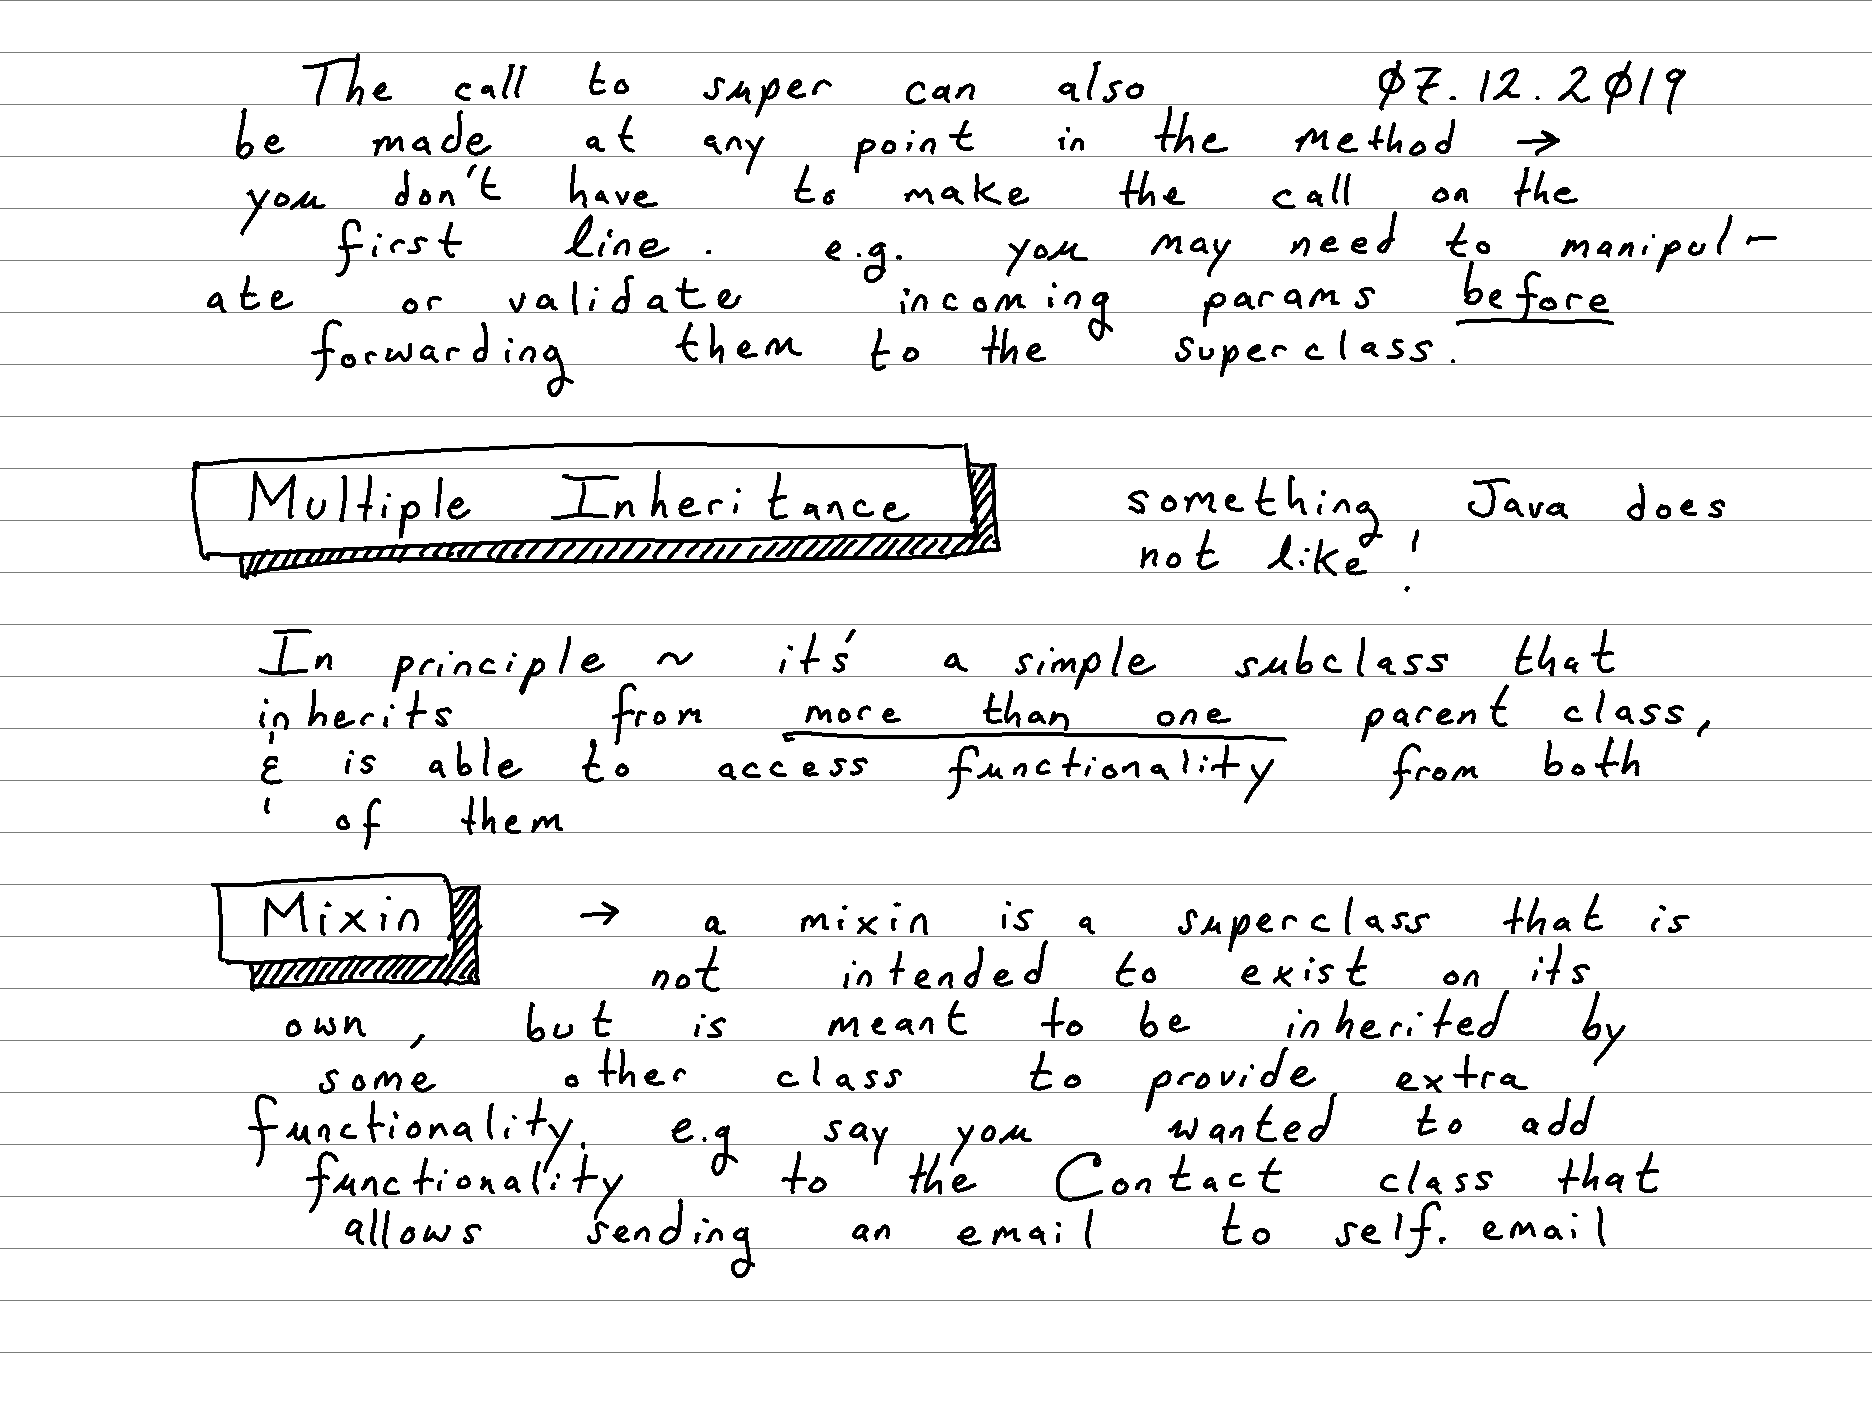 The call to super can also 07.12.2019
be made at any point in the method →
you don't have to make the call on the
first line. e.g. you may need to manipul-
ate or validate incoming params before
forwarding them to the superclass.
Multiple Inheritance something Java does
not like!
In principle ~ it's a simple subclass that
inherits from more than one parent class,
& is able to access functionality from both
of them
Mixin → a mixin is a superclass that is
not intended to exist on its
own, but is meant to be inherited by
some other class to provide extra
functionality. e.g say you wanted to add
functionality to the Contact class that
allows sending an email to self.email